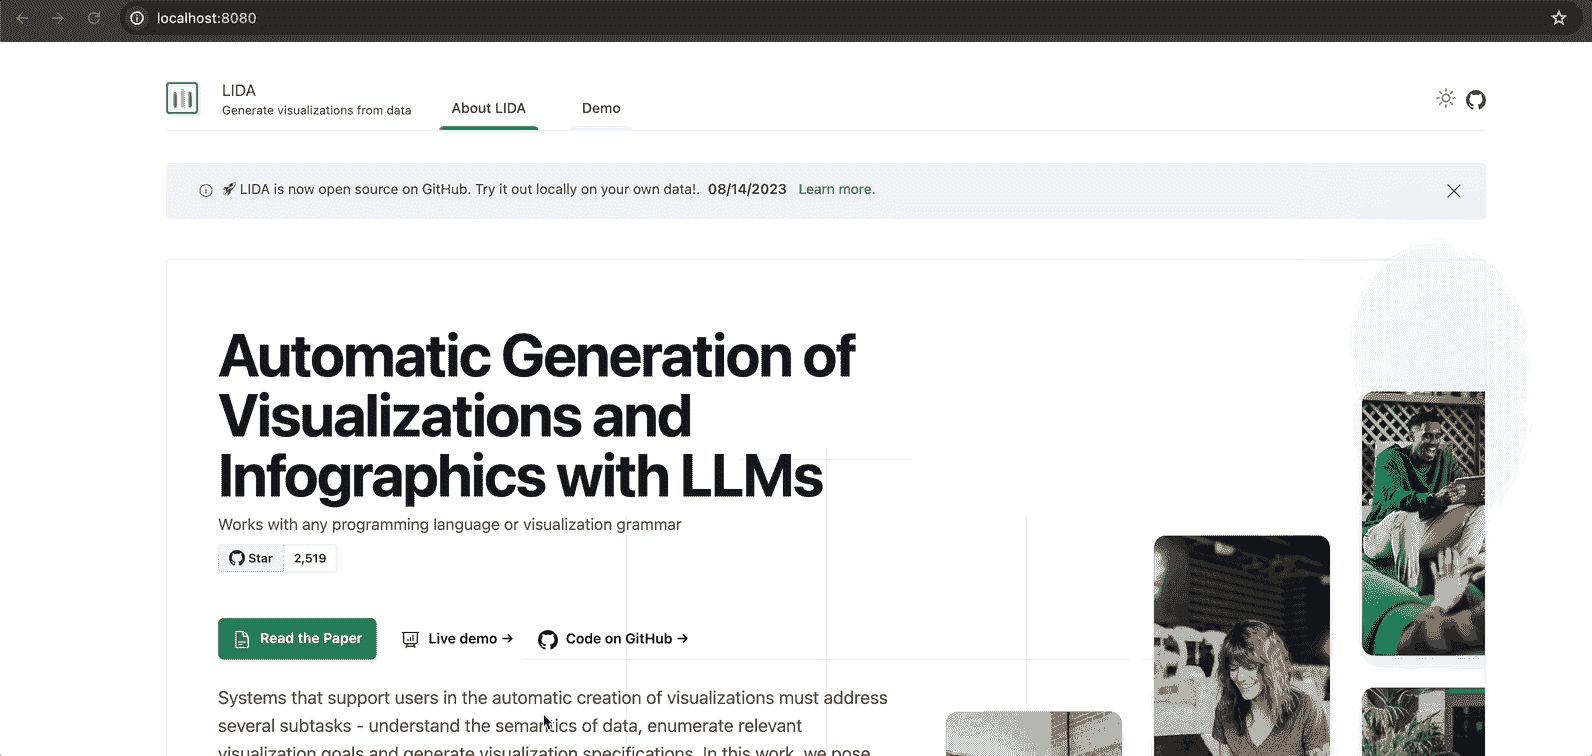 localhost:8080
LIDA
Generate visualizations from data
About LIDA
Demo
🚀 LIDA is now open source on GitHub. Try it out locally on your own data!. 08/14/2023 Learn more.
Automatic Generation of
Visualizations and
Infographics with LLMs
Works with any programming language or visualization grammar
Star 2,519
Read the Paper
Live demo →
Code on GitHub →
Systems that support users in the automatic creation of visualizations must address
several subtasks - understand the semantics of data, enumerate relevant
visualization goals and generate visualization specifications. In this work, we pose